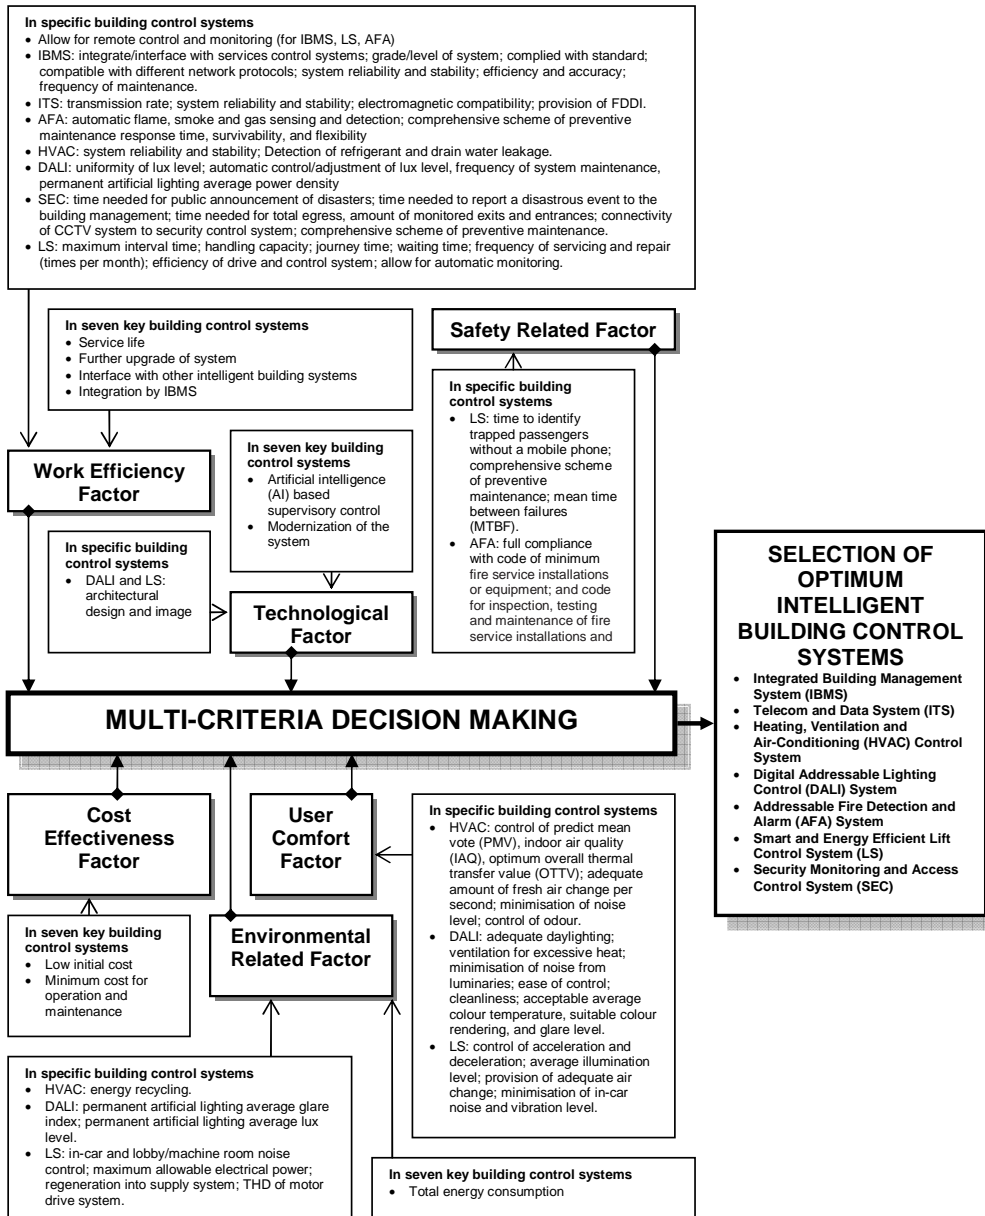 In specific building control systems
• Allow for remote control and monitoring (for IBMS, LS, AFA)
• IBMS: integrate/interface with services control systems; grade/level of system; complied with standard;
compatible with different network protocols; system reliability and stability; efficiency and accuracy;
frequency of maintenance.
• ITS: transmission rate; system reliability and stability; electromagnetic compatibility; provision of FDDI.
• AFA: automatic flame, smoke and gas sensing and detection; comprehensive scheme of preventive
maintenance response time, survivability, and flexibility
• HVAC: system reliability and stability; Detection of refrigerant and drain water leakage.
• DALI: uniformity of lux level; automatic control/adjustment of lux level, frequency of system maintenance,
permanent artificial lighting average power density
• SEC: time needed for public announcement of disasters; time needed to report a disastrous event to the
building management; time needed for total egress, amount of monitored exits and entrances; connectivity
of CCTV system to security control system; comprehensive scheme of preventive maintenance.
• LS: maximum interval time; handling capacity; journey time; waiting time; frequency of servicing and repair
(times per month); efficiency of drive and control system; allow for automatic monitoring.
In seven key building control systems
• Service life
• Further upgrade of system
• Interface with other intelligent building systems
• Integration by IBMS
Safety Related Factor
In specific building
control systems
• LS: time to identify
trapped passengers
without a mobile phone;
comprehensive scheme
of preventive
maintenance; mean time
between failures
(MTBF).
• AFA: full compliance
with code of minimum
fire service installations
or equipment; and code
for inspection, testing
and maintenance of fire
service installations and
Work Efficiency
Factor
In seven key building
control systems
• Artificial intelligence
(AI) based
supervisory control
• Modernization of the
system
In specific building
control systems
• DALI and LS:
architectural
design and image
Technological
Factor
MULTI-CRITERIA DECISION MAKING
SELECTION OF
OPTIMUM
INTELLIGENT
BUILDING CONTROL
SYSTEMS
• Integrated Building Management
System (IBMS)
• Telecom and Data System (ITS)
• Heating, Ventilation and
Air-Conditioning (HVAC) Control
System
• Digital Addressable Lighting
Control (DALI) System
• Addressable Fire Detection and
Alarm (AFA) System
• Smart and Energy Efficient Lift
Control System (LS)
• Security Monitoring and Access
Control System (SEC)
Cost
Effectiveness
Factor
User
Comfort
Factor
In specific building control systems
• HVAC: control of predict mean
vote (PMV), indoor air quality
(IAQ), optimum overall thermal
transfer value (OTTV); adequate
amount of fresh air change per
second; minimisation of noise
level; control of odour.
• DALI: adequate daylighting;
ventilation for excessive heat;
minimisation of noise from
luminaries; ease of control;
cleanliness; acceptable average
colour temperature, suitable colour
rendering, and glare level.
• LS: control of acceleration and
deceleration; average illumination
level; provision of adequate air
change; minimisation of in-car
noise and vibration level.
In seven key building
control systems
• Low initial cost
• Minimum cost for
operation and
maintenance
Environmental
Related Factor
In specific building control systems
• HVAC: energy recycling.
• DALI: permanent artificial lighting average glare
index; permanent artificial lighting average lux
level.
• LS: in-car and lobby/machine room noise
control; maximum allowable electrical power;
regeneration into supply system; THD of motor
drive system.
In seven key building control systems
• Total energy consumption